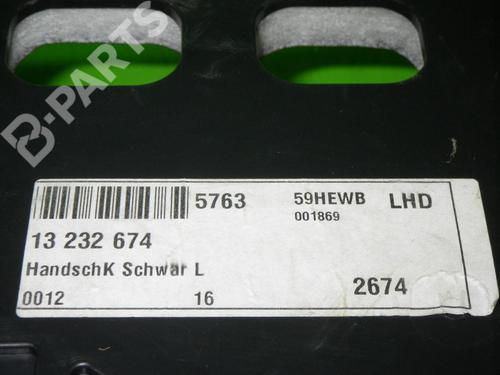 B-PARTS
5763 59HEWB LHD
001869
13 232 674
HandschK Schwar L
0012 16 2674